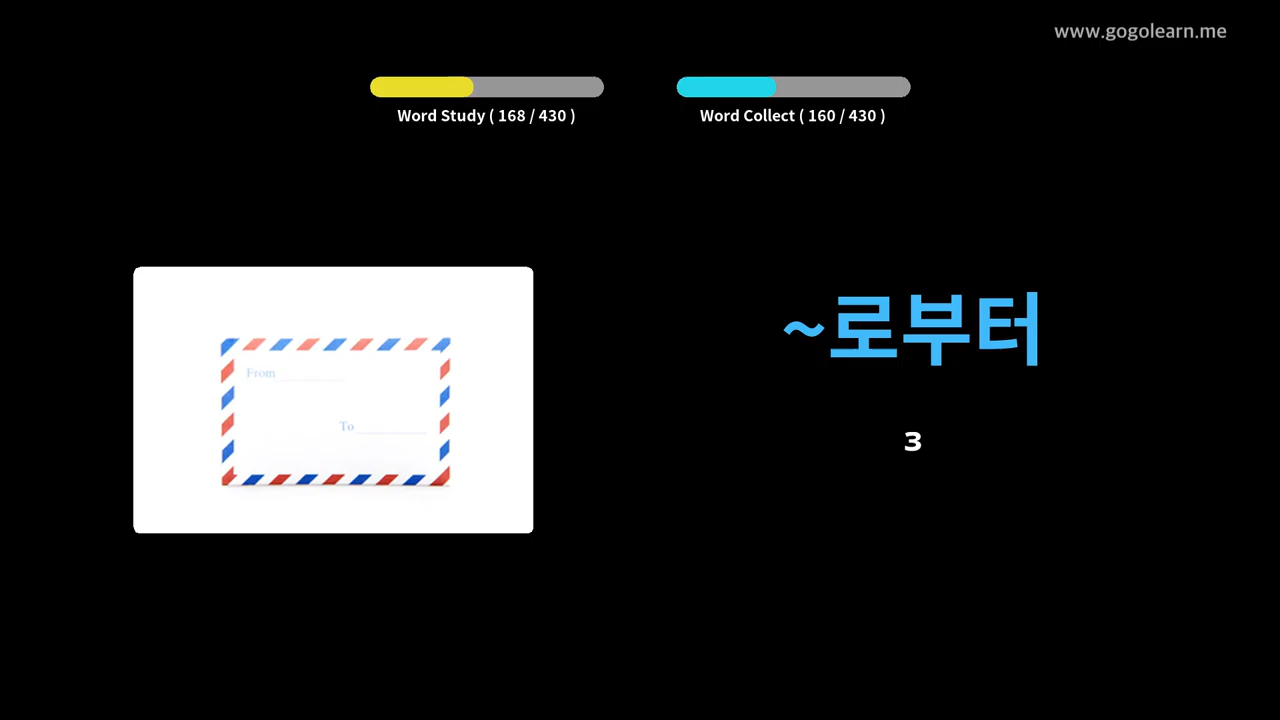 www.gogolearn.me
Word Study ( 168 / 430 )
Word Collect ( 160 / 430 )
~로부터
3
From
To